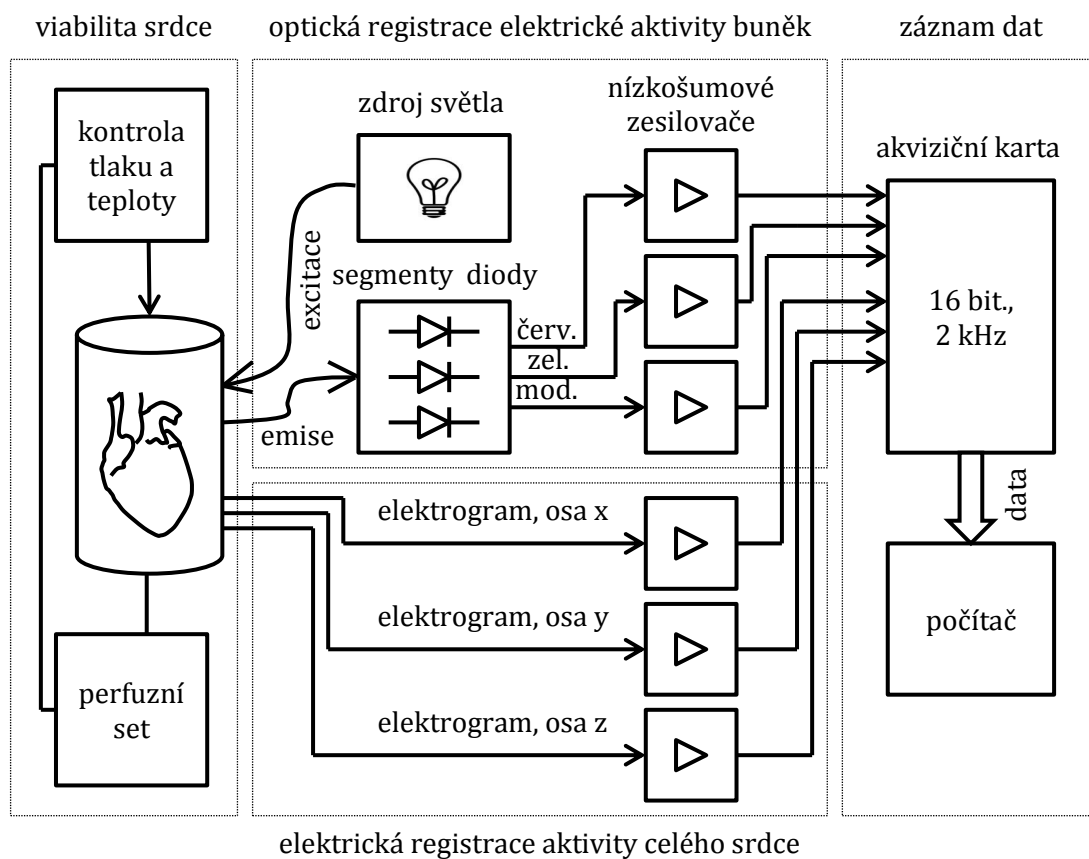 viabilita srdce
optická registrace elektrické aktivity buněk
záznam dat
kontrola
tlaku a
teploty
zdroj světla
nízkošumové
zesilovače
akviziční karta
excitace
segmenty diody
červ.
zel.
mod.
emise
16 bit.,
2 kHz
data
elektrogram, osa x
elektrogram, osa y
elektrogram, osa z
počítač
perfuzní
set
elektrická registrace aktivity celého srdce